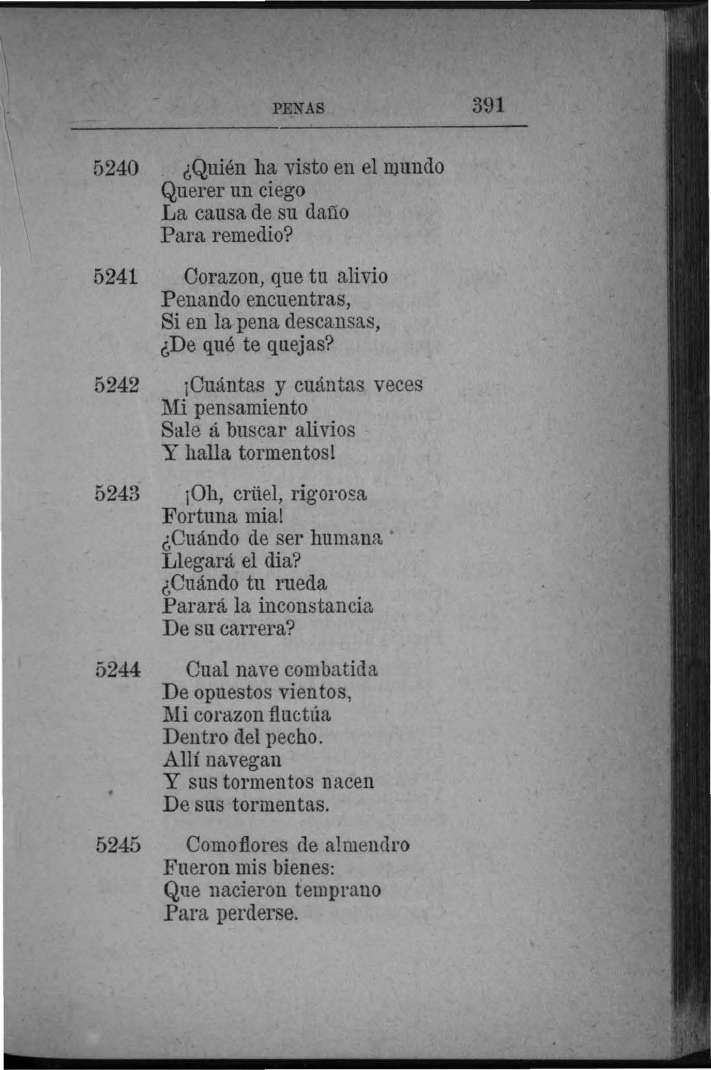 PENAS 391
5240 ¿Quién ha visto en el mundo
Querer un ciego
La causa de su daño
Para remedio?
5241 Corazon, que tu alivio
Penando encuentras,
Si en la pena descansas,
¿De qué te quejas?
5242 ¡Cuántas y cuántas veces
Mi pensamiento
Sale á buscar alivios
Y halla tormentos!
5243 ¡Oh, crüel, rigorosa
Fortuna mia!
¿Cuándo de ser humana
Llegará el dia?
¿Cuándo tu rueda
Parará la inconstancia
De su carrera?
5244 Cual nave combatida
De opuestos vientos,
Mi corazon fluctúa
Dentro del pecho.
Allí navegan
Y sus tormentos nacen
De sus tormentas.
5245 Comoflores de almendro
Fueron mis bienes:
Que nacieron temprano
Para perderse.